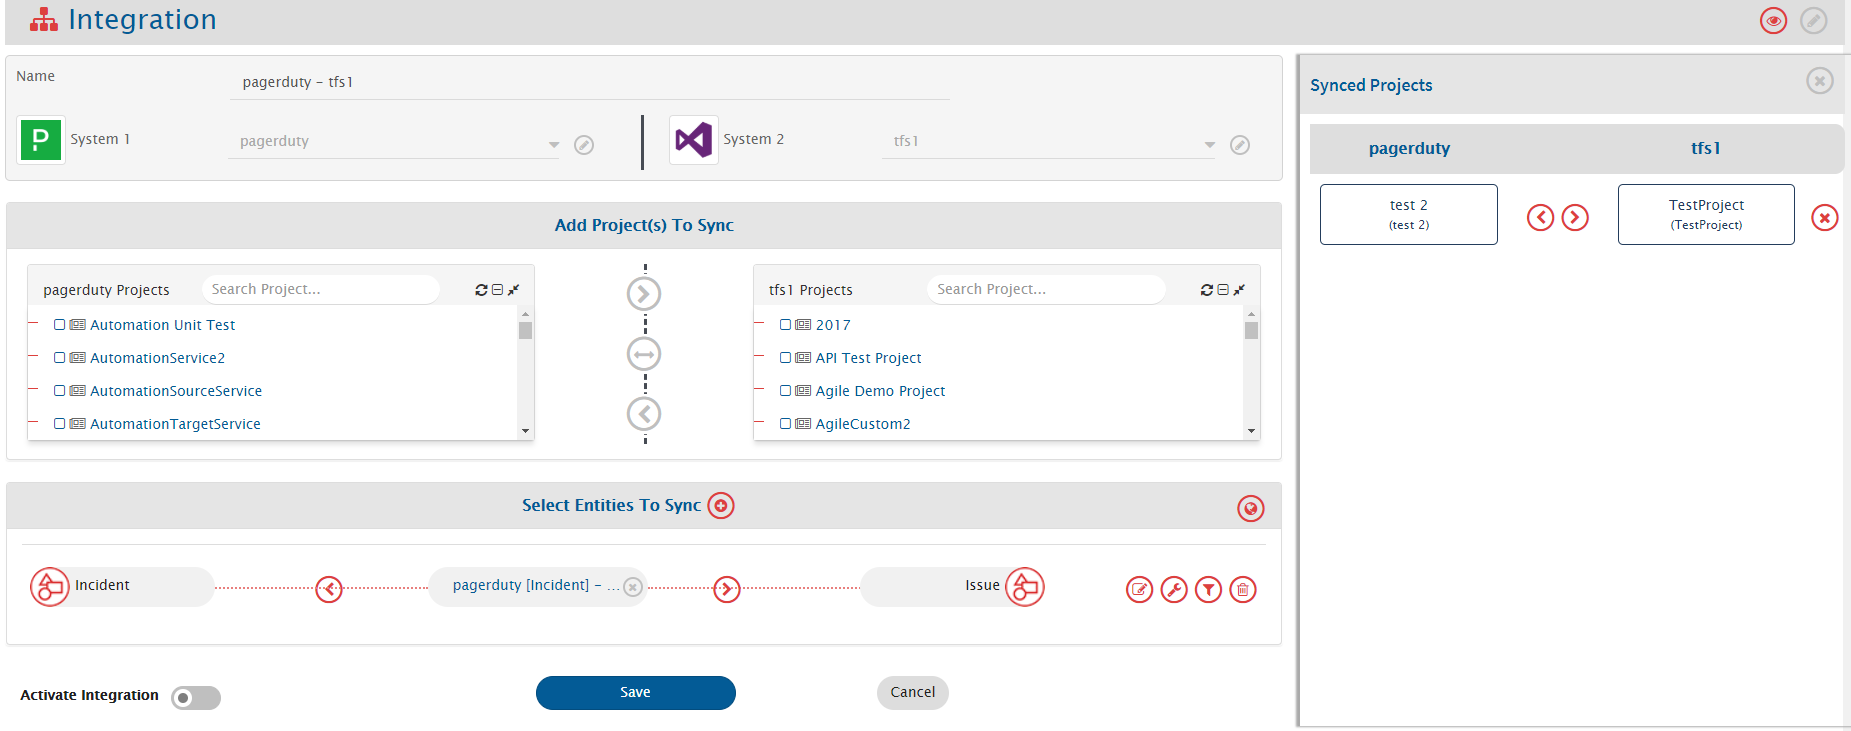 Integration
Name
pagerduty - tfs1
System 1
pagerduty
System 2
tfs1
Add Project(s) To Sync
pagerduty Projects
Search Project...
Automation Unit Test
AutomationService2
AutomationSourceService
AutomationTargetService
tfs1 Projects
Search Project...
2017
API Test Project
Agile Demo Project
AgileCustom2
Select Entities To Sync
Incident
pagerduty [Incident] - ...
Issue
Activate Integration
Save
Cancel
Synced Projects
pagerduty
tfs1
test 2
(test 2)
TestProject
(TestProject)